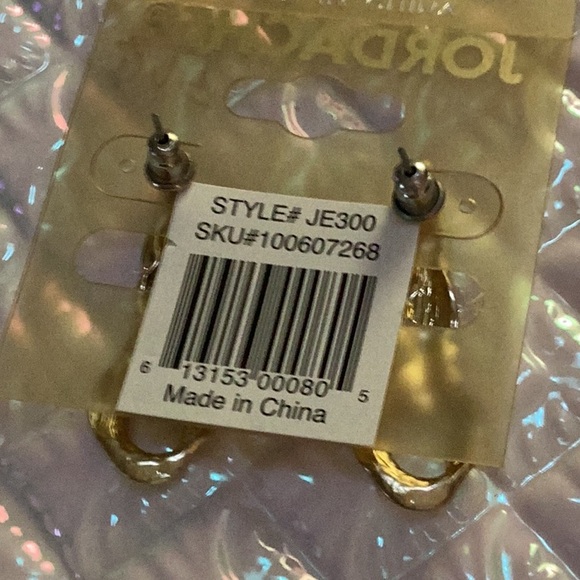 JORDACHE
STYLE# JE300
SKU#100607268
6 13153 00080 5
Made in China